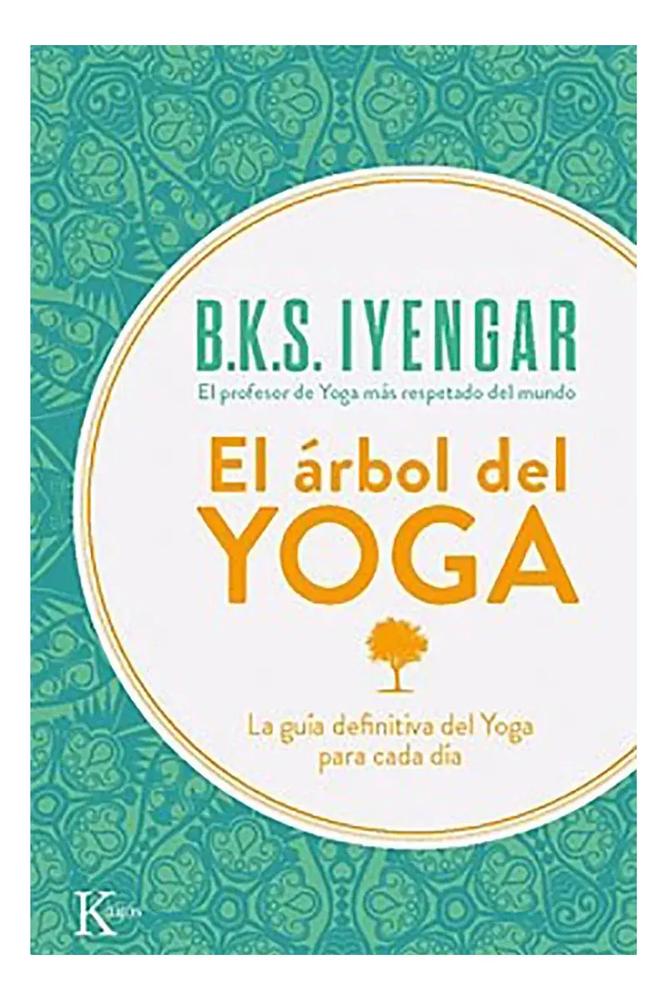 B.K.S. IYENGAR
El profesor de Yoga más respetado del mundo
El árbol del
YOGA
La guía definitiva del Yoga
para cada día
Kairós